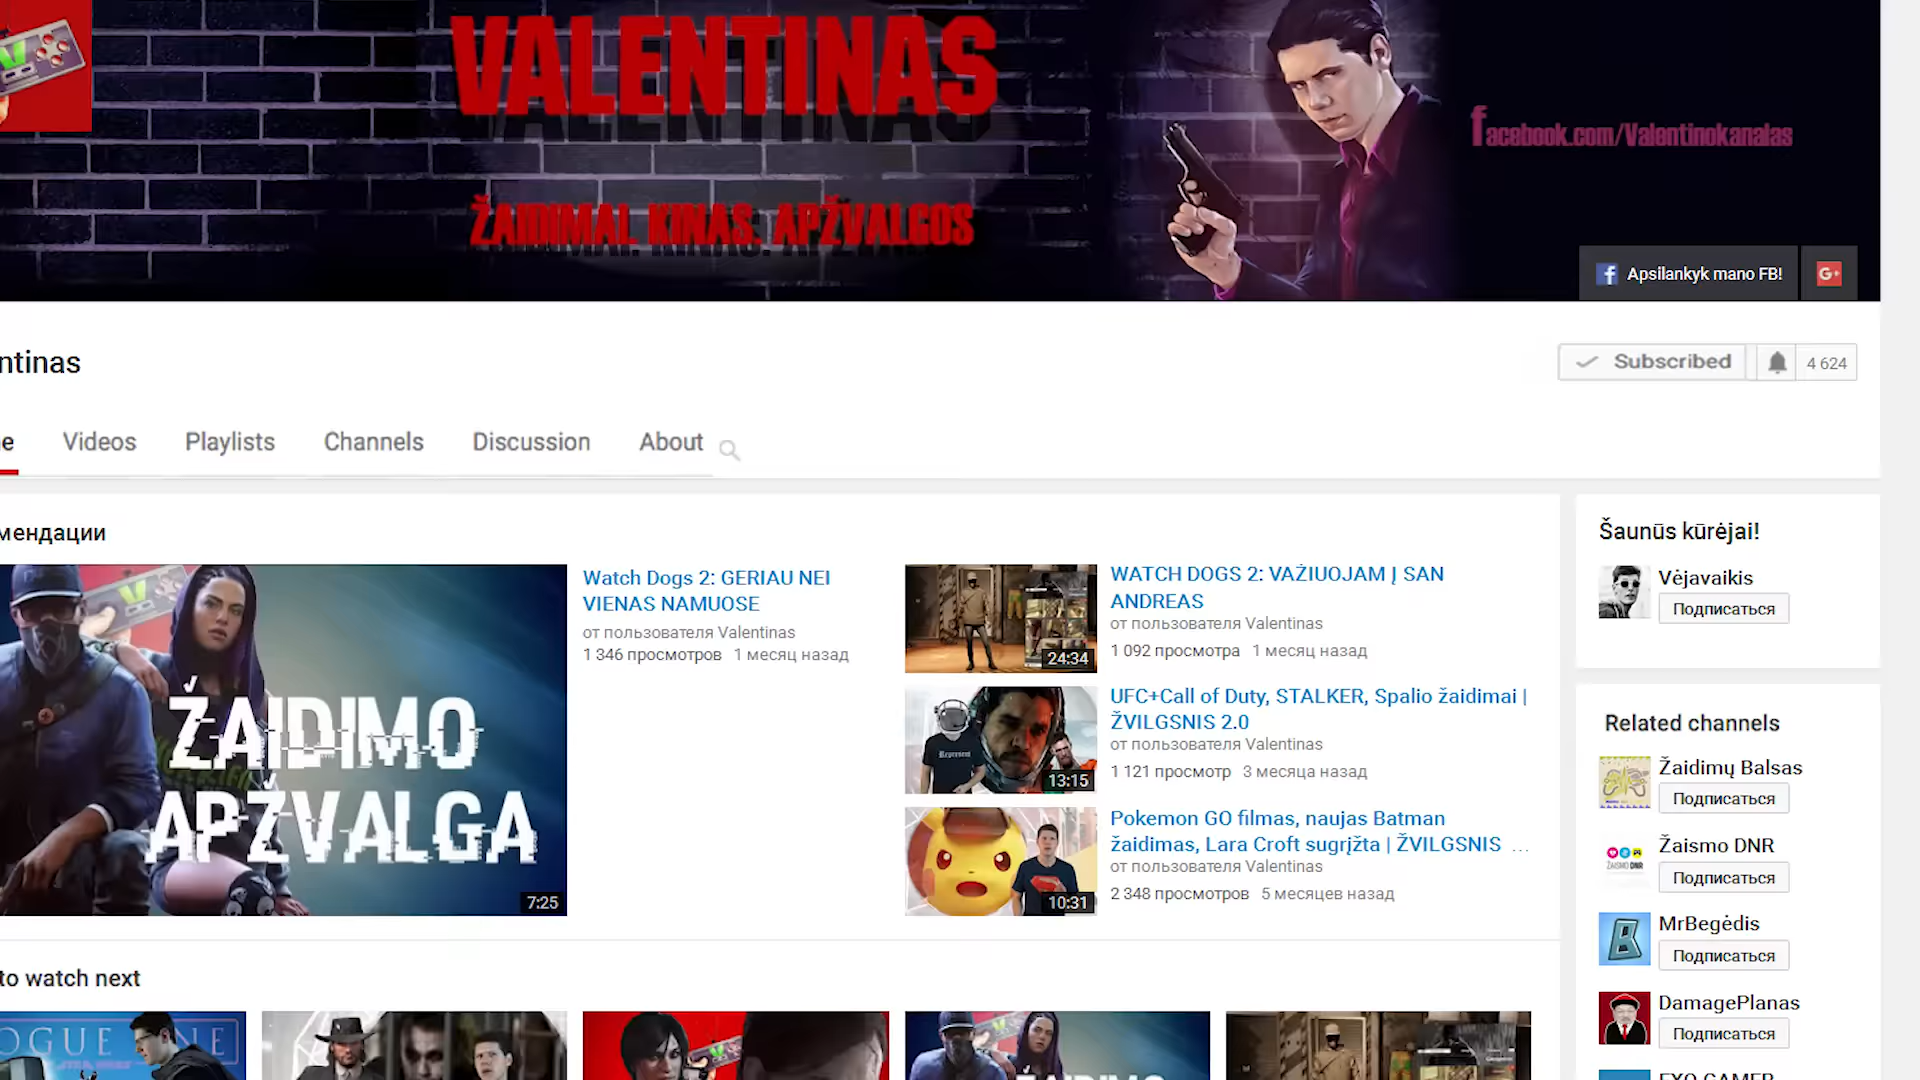 VALENTINAS
ŽAIDIMAI. KINAS. APŽVALGOS
facebook.com/Valentinokanalas
Apsilankyk mano FB!
G+
ntinas
Subscribed
4 624
e
Videos
Playlists
Channels
Discussion
About
мендации
ŽAIDIMO
APŽVALGA
7:25
Watch Dogs 2: GERIAU NEI
VIENAS NAMUOSE
от пользователя Valentinas
1 346 просмотров 1 месяц назад
24:34
WATCH DOGS 2: VAŽIUOJAM Į SAN
ANDREAS
от пользователя Valentinas
1 092 просмотра 1 месяц назад
Represent
13:15
UFC+Call of Duty, STALKER, Spalio žaidimai |
ŽVILGSNIS 2.0
от пользователя Valentinas
1 121 просмотр 3 месяца назад
10:31
Pokemon GO filmas, naujas Batman
žaidimas, Lara Croft sugrįžta | ŽVILGSNIS ...
от пользователя Valentinas
2 348 просмотров 5 месяцев назад
to watch next
Šaunūs kūrėjai!
Vėjavaikis
Подписаться
Related channels
Žaidimų Balsas
Подписаться
ŽAISMO DNR
Žaismo DNR
Подписаться
MrBegėdis
Подписаться
DamagePlanas
Подписаться